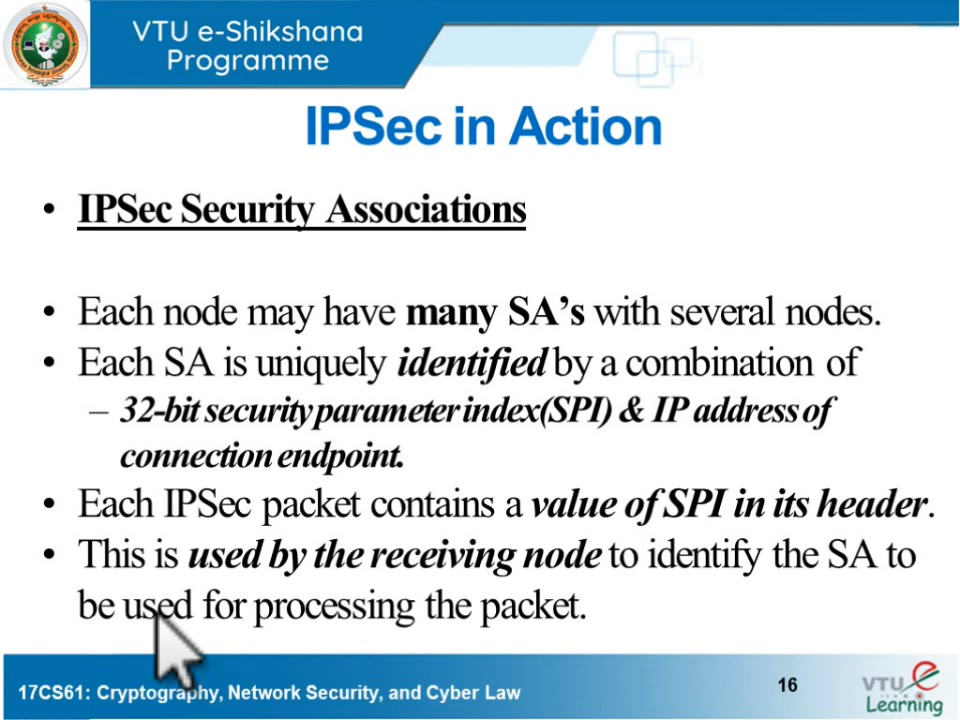 VTU e-Shikshana
Programme
IPSec in Action
• IPSec Security Associations
• Each node may have many SA’s with several nodes.
• Each SA is uniquely identified by a combination of
– 32-bit security parameter index(SPI) & IP address of
connection endpoint.
• Each IPSec packet contains a value of SPI in its header.
• This is used by the receiving node to identify the SA to
be used for processing the packet.
17CS61: Cryptography, Network Security, and Cyber Law
16
VTU e
Learning